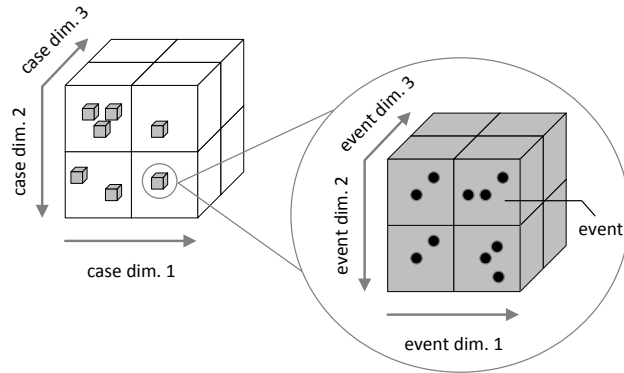 case dim. 3
case dim. 2
case dim. 1
event dim. 3
event dim. 2
event
event dim. 1